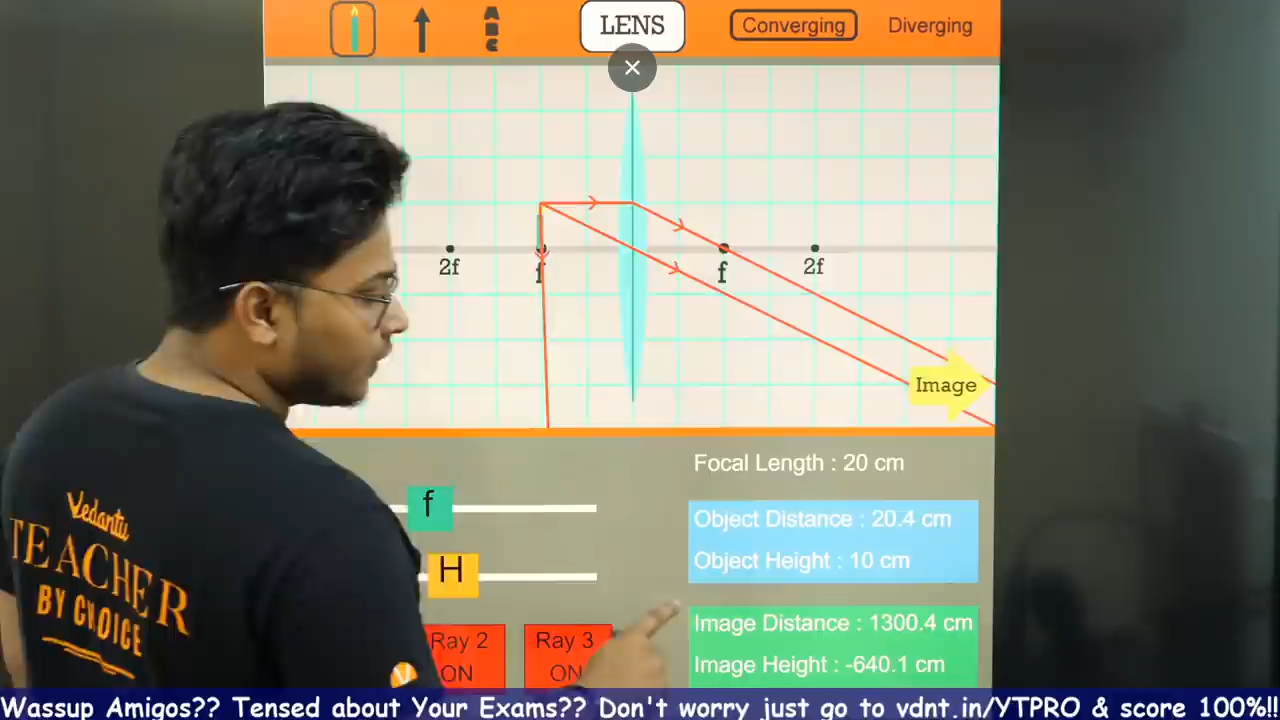 A
B
C
LENS
Converging
Diverging
×
2f
f
f
2f
Image
Focal Length : 20 cm
f
Object Distance : 20.4 cm
Object Height : 10 cm
H
Image Distance : 1300.4 cm
Image Height : -640.1 cm
Ray 2
ON
Ray 3
ON
Vedantu
TEACHER
BY CHOICE
Wassup Amigos?? Tensed about Your Exams?? Don't worry just go to vdnt.in/YTPRO & score 100%!!